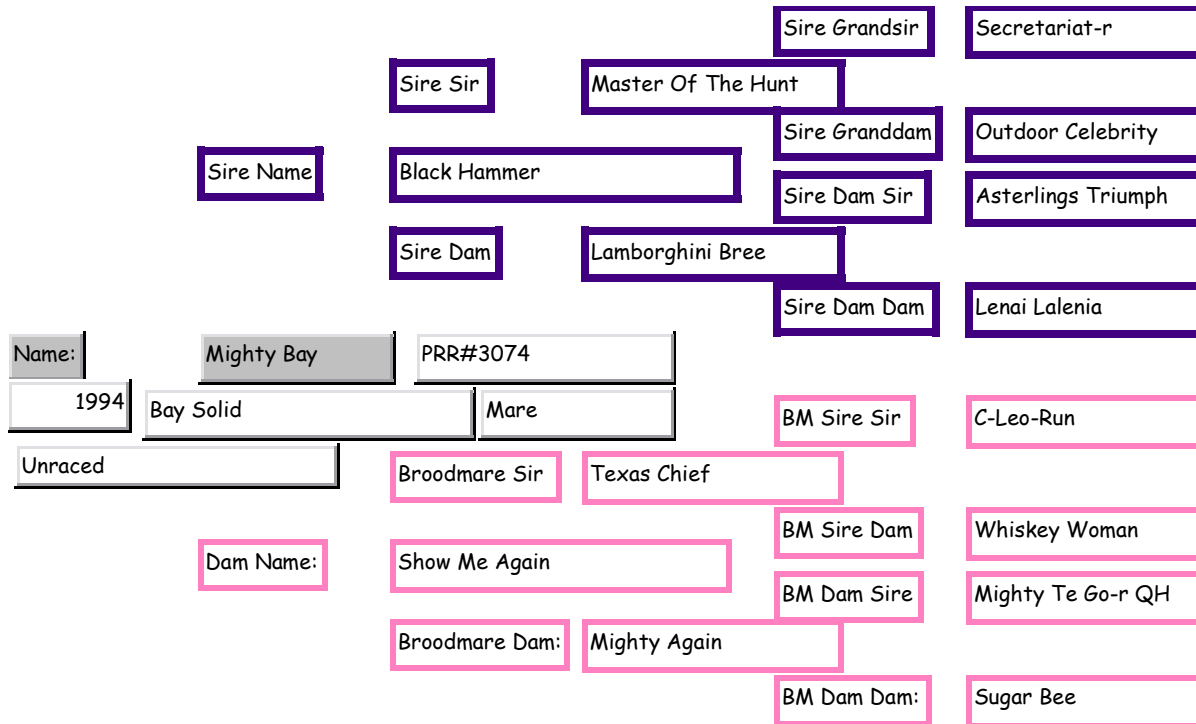 Sire Grandsir Secretariat-r
Sire Sir Master Of The Hunt
Sire Granddam Outdoor Celebrity
Sire Name Black Hammer
Sire Dam Sir Asterlings Triumph
Sire Dam Lamborghini Bree
Sire Dam Dam Lenai Lalenia
Name: Mighty Bay PRR#3074
1994 Bay Solid Mare
BM Sire Sir C-Leo-Run
Unraced
Broodmare Sir Texas Chief
BM Sire Dam Whiskey Woman
Dam Name: Show Me Again
BM Dam Sire Mighty Te Go-r QH
Broodmare Dam: Mighty Again
BM Dam Dam: Sugar Bee